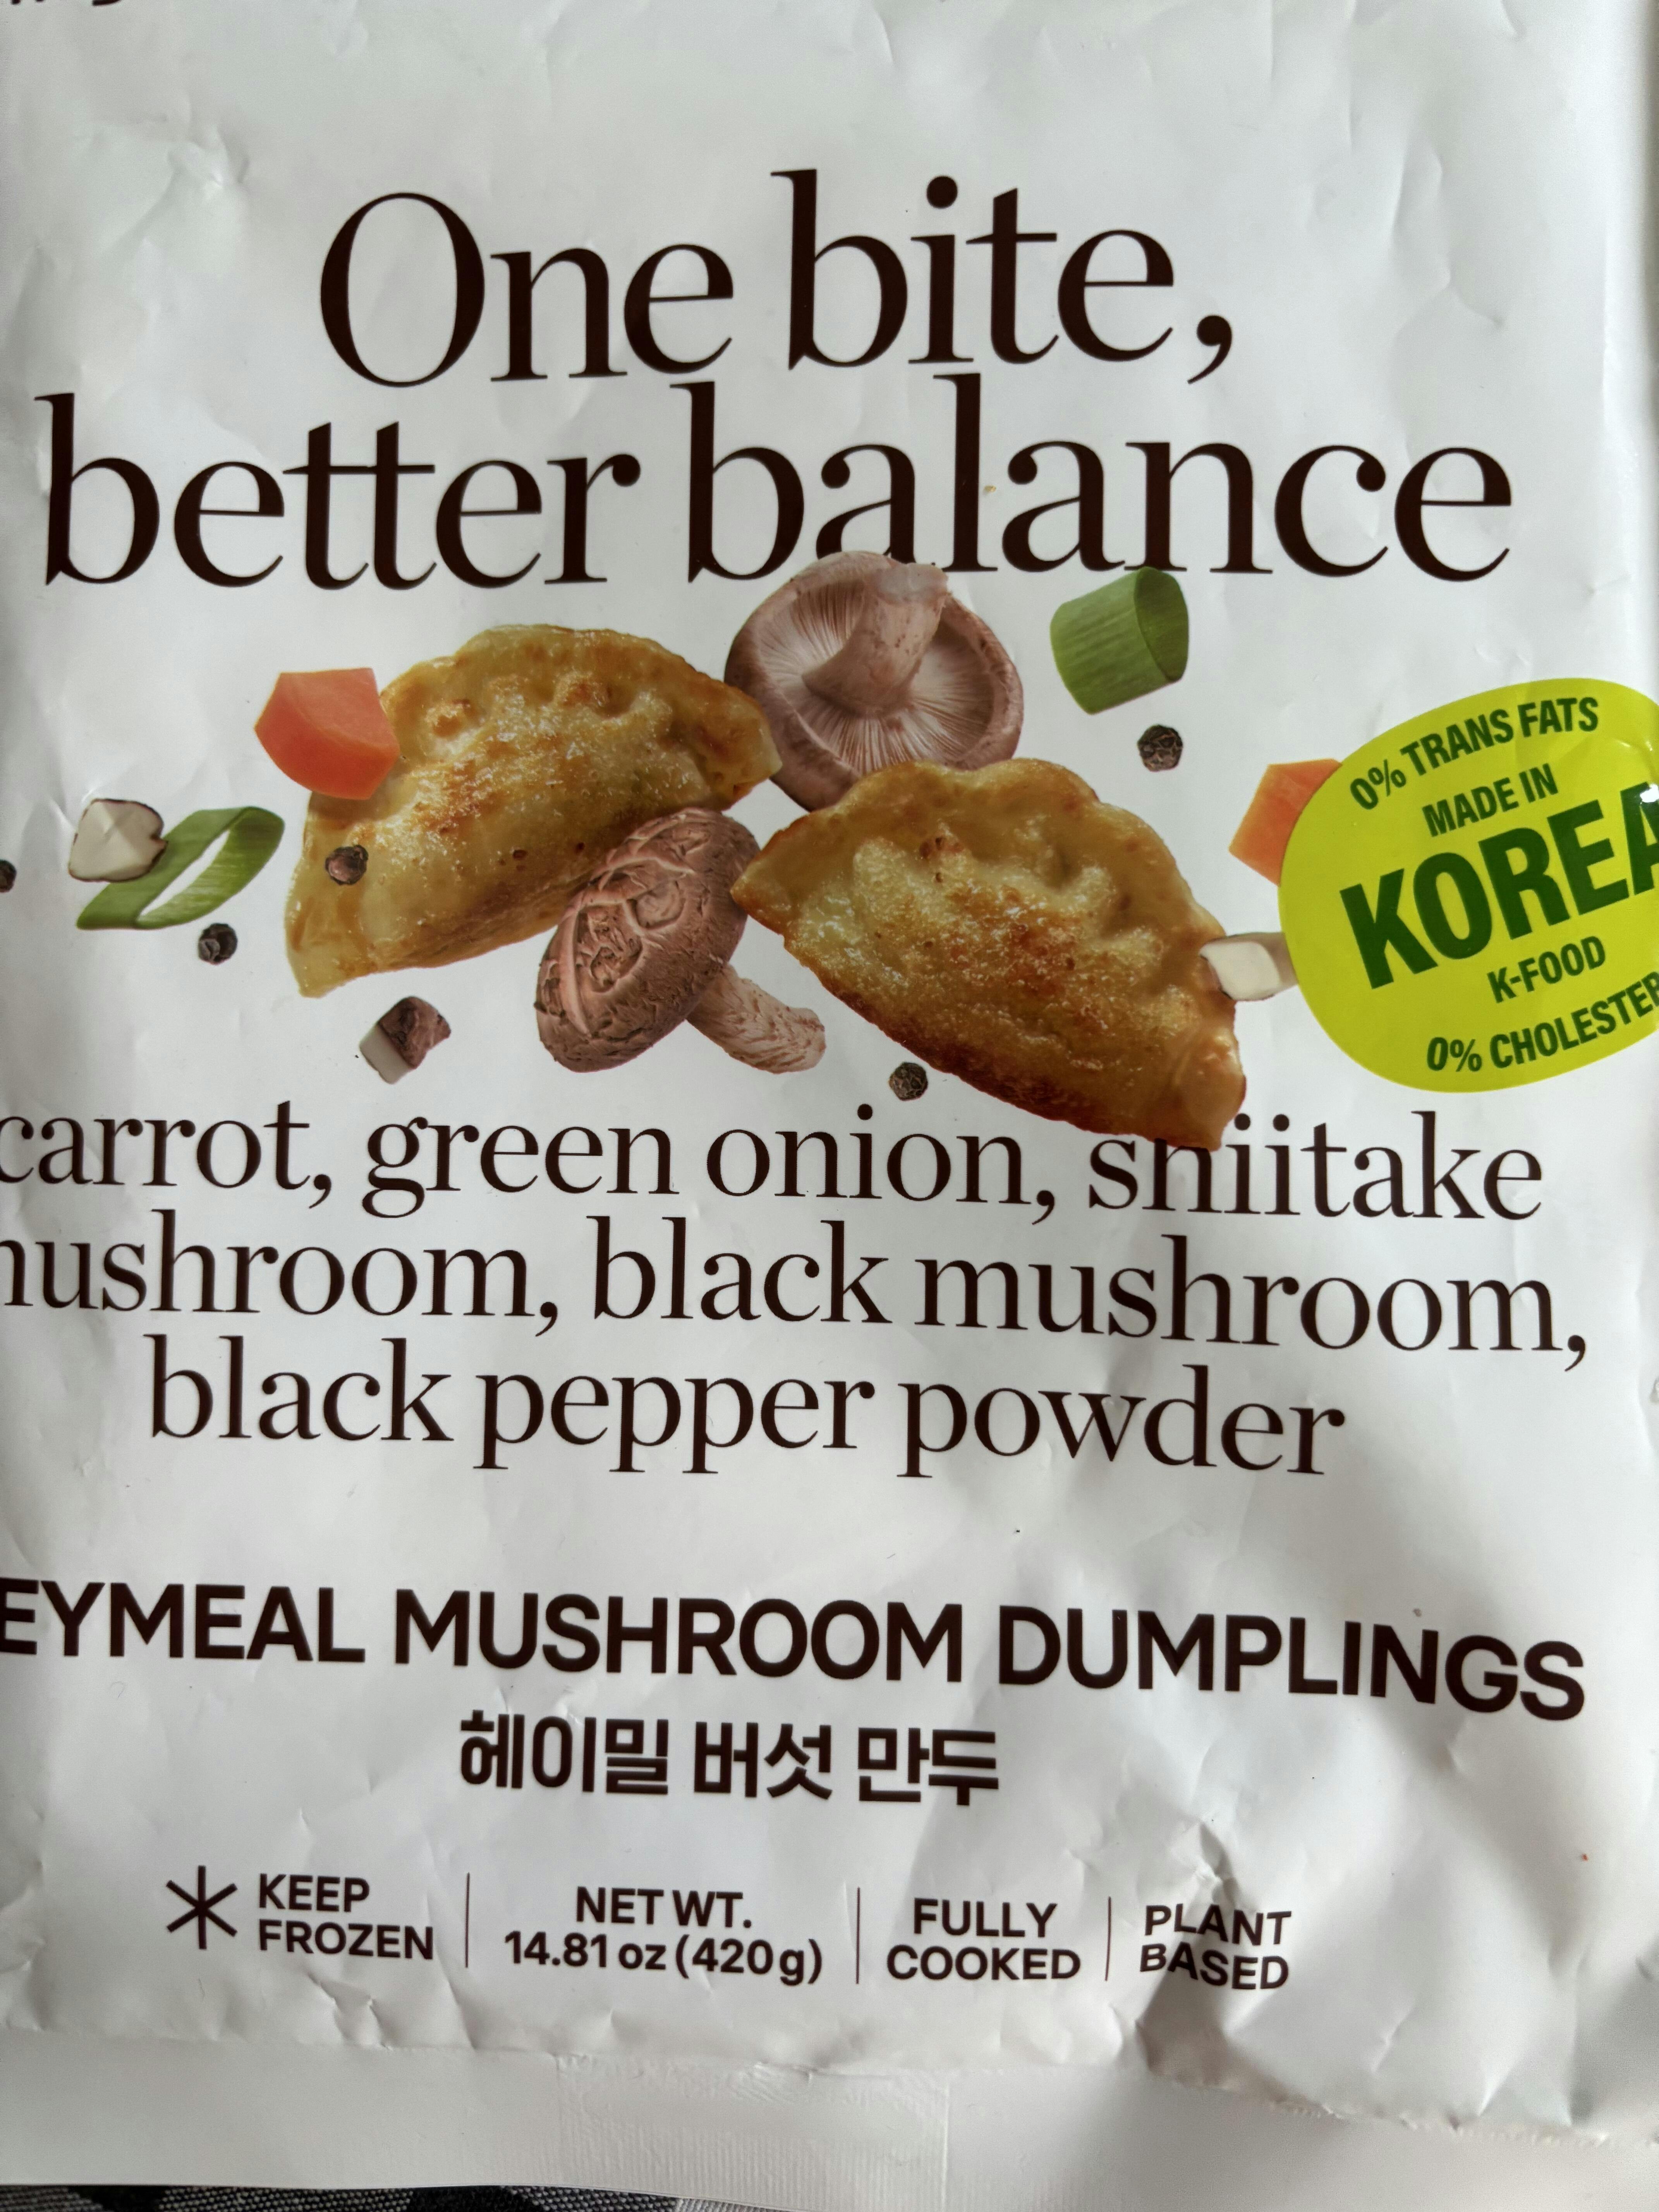 One bite,
better balance
0% TRANS FATS
MADE IN
KOREA
K-FOOD
0%
carrot, green onion, shiitake
mushroom, black mushroom,
black pepper powder
EYMEAL MUSHROOM DUMPLINGS
헤이밀 버섯 만두
KEEP
FROZEN
NET WT.
14.81 oz (420g)
FULLY
COOKED
PLANT
BASED